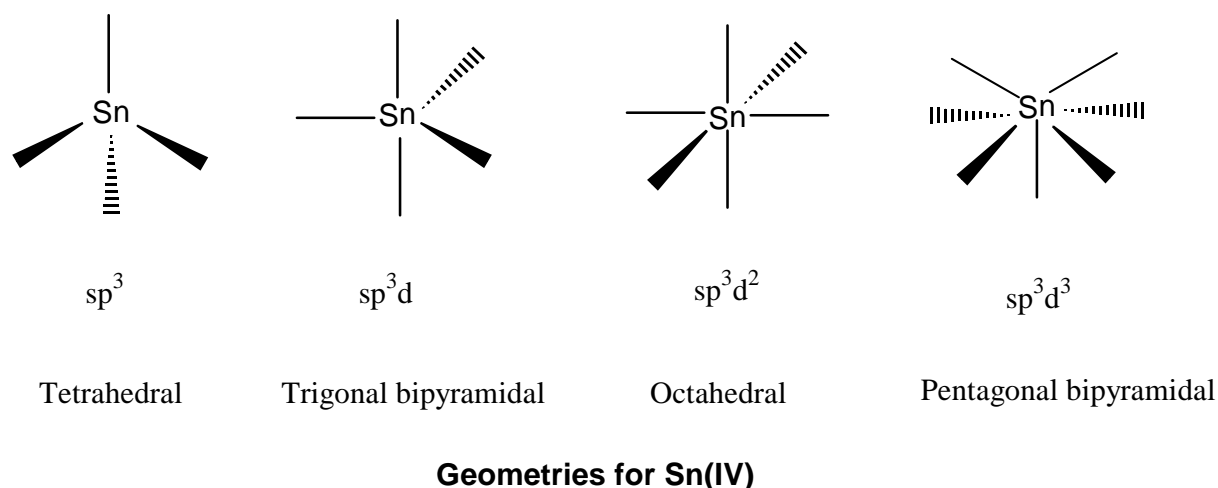 Sn Sn Sn Sn
sp³ sp³d sp³d² sp³d³
Tetrahedral Trigonal bipyramidal Octahedral Pentagonal bipyramidal
Geometries for Sn(IV)